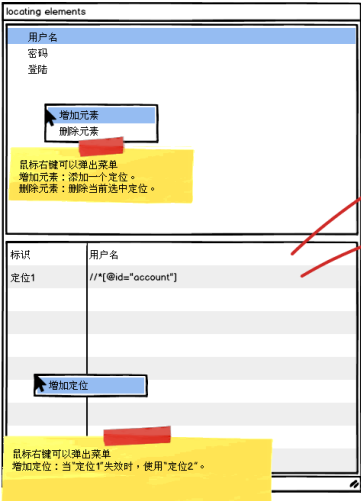 locating elements
用户名
密码
登陆
增加元素
删除元素
鼠标右键可以弹出菜单
增加元素：添加一个定位。
删除元素：删除当前选中定位。
标识 用户名
定位1 //*[@id="account"]
增加定位
鼠标右键可以弹出菜单
增加定位：当"定位1"失效时，使用"定位2"。